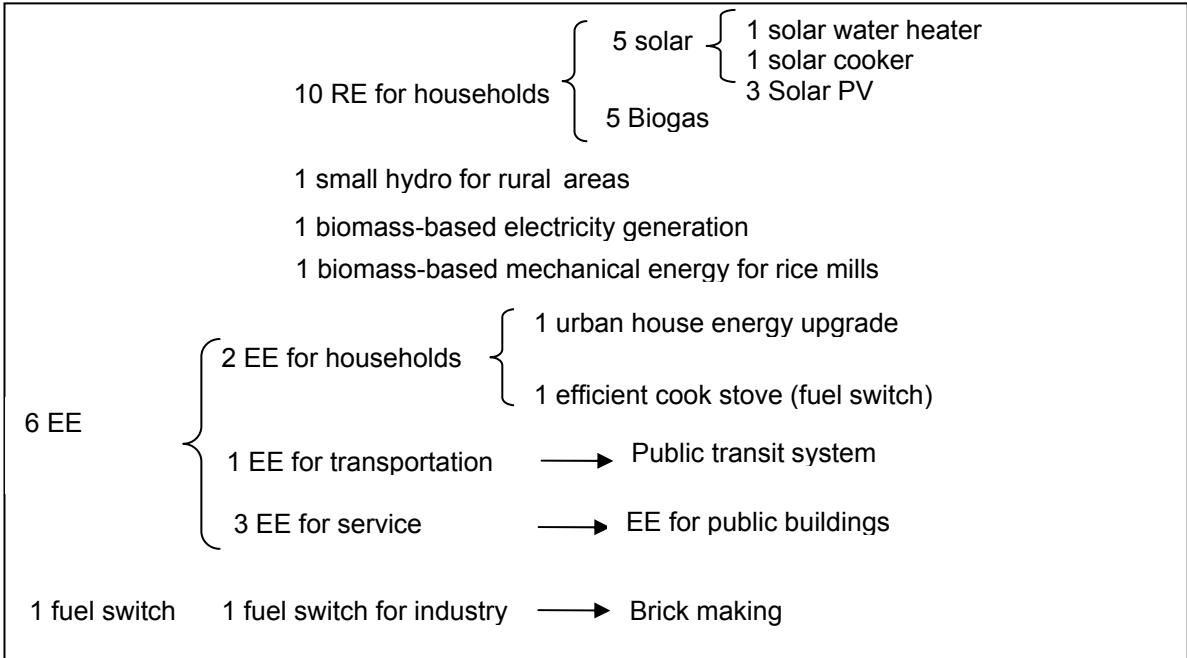 5 solar
1 solar water heater
1 solar cooker
3 Solar PV
10 RE for households
5 Biogas
1 small hydro for rural areas
1 biomass-based electricity generation
1 biomass-based mechanical energy for rice mills
1 urban house energy upgrade
2 EE for households
1 efficient cook stove (fuel switch)
6 EE
1 EE for transportation
Public transit system
3 EE for service
EE for public buildings
1 fuel switch
1 fuel switch for industry
Brick making